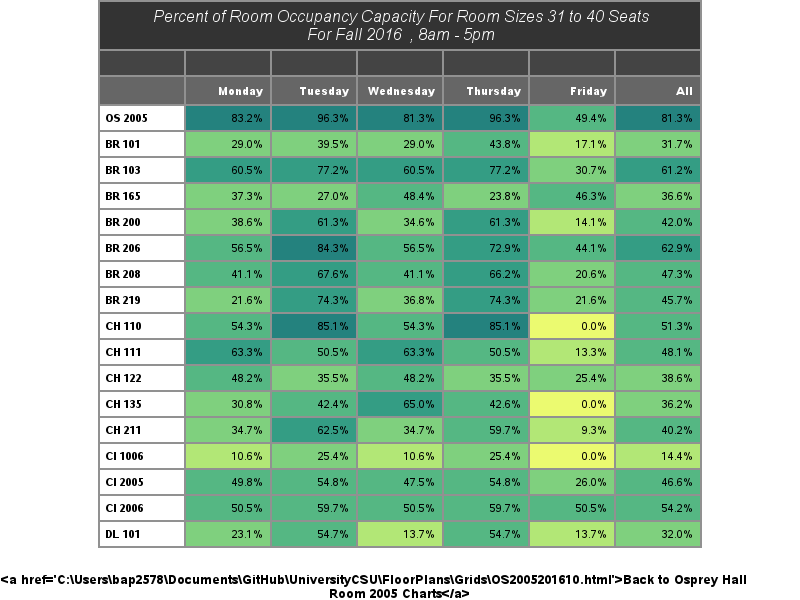 Percent of Room Occupancy Capacity For Room Sizes 31 to 40 Seats
For Fall 2016 , 8am - 5pm
Monday Tuesday Wednesday Thursday Friday All
OS 2005 83.2% 96.3% 81.3% 96.3% 49.4% 81.3%
BR 101 29.0% 39.5% 29.0% 43.8% 17.1% 31.7%
BR 103 60.5% 77.2% 60.5% 77.2% 30.7% 61.2%
BR 165 37.3% 27.0% 48.4% 23.8% 46.3% 36.6%
BR 200 38.6% 61.3% 34.6% 61.3% 14.1% 42.0%
BR 206 56.5% 84.3% 56.5% 72.9% 44.1% 62.9%
BR 208 41.1% 67.6% 41.1% 66.2% 20.6% 47.3%
BR 219 21.6% 74.3% 36.8% 74.3% 21.6% 45.7%
CH 110 54.3% 85.1% 54.3% 85.1% 0.0% 51.3%
CH 111 63.3% 50.5% 63.3% 50.5% 13.3% 48.1%
CH 122 48.2% 35.5% 48.2% 35.5% 25.4% 38.6%
CH 135 30.8% 42.4% 65.0% 42.6% 0.0% 36.2%
CH 211 34.7% 62.5% 34.7% 59.7% 9.3% 40.2%
CI 1006 10.6% 25.4% 10.6% 25.4% 0.0% 14.4%
CI 2005 49.8% 54.8% 47.5% 54.8% 26.0% 46.6%
CI 2006 50.5% 59.7% 50.5% 59.7% 50.5% 54.2%
DL 101 23.1% 54.7% 13.7% 54.7% 13.7% 32.0%
<a href='C:\Users\bap2578\Documents\GitHub\UniversityCSU\FloorPlans\Grids\OS2005201610.html'>Back to Osprey Hall
Room 2005 Charts</a>